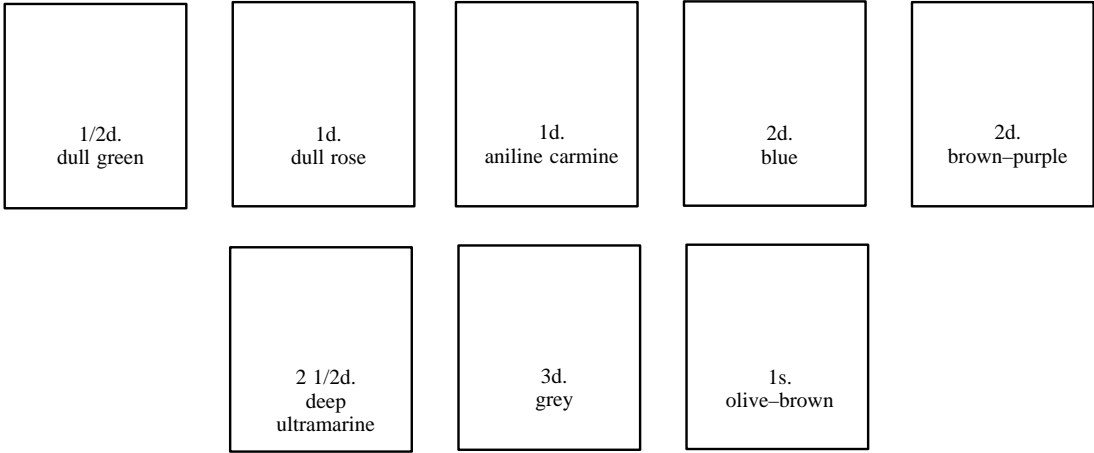 1/2d.
dull green
1d.
dull rose
1d.
aniline carmine
2d.
blue
2d.
brown–purple
2 1/2d.
deep
ultramarine
3d.
grey
1s.
olive–brown